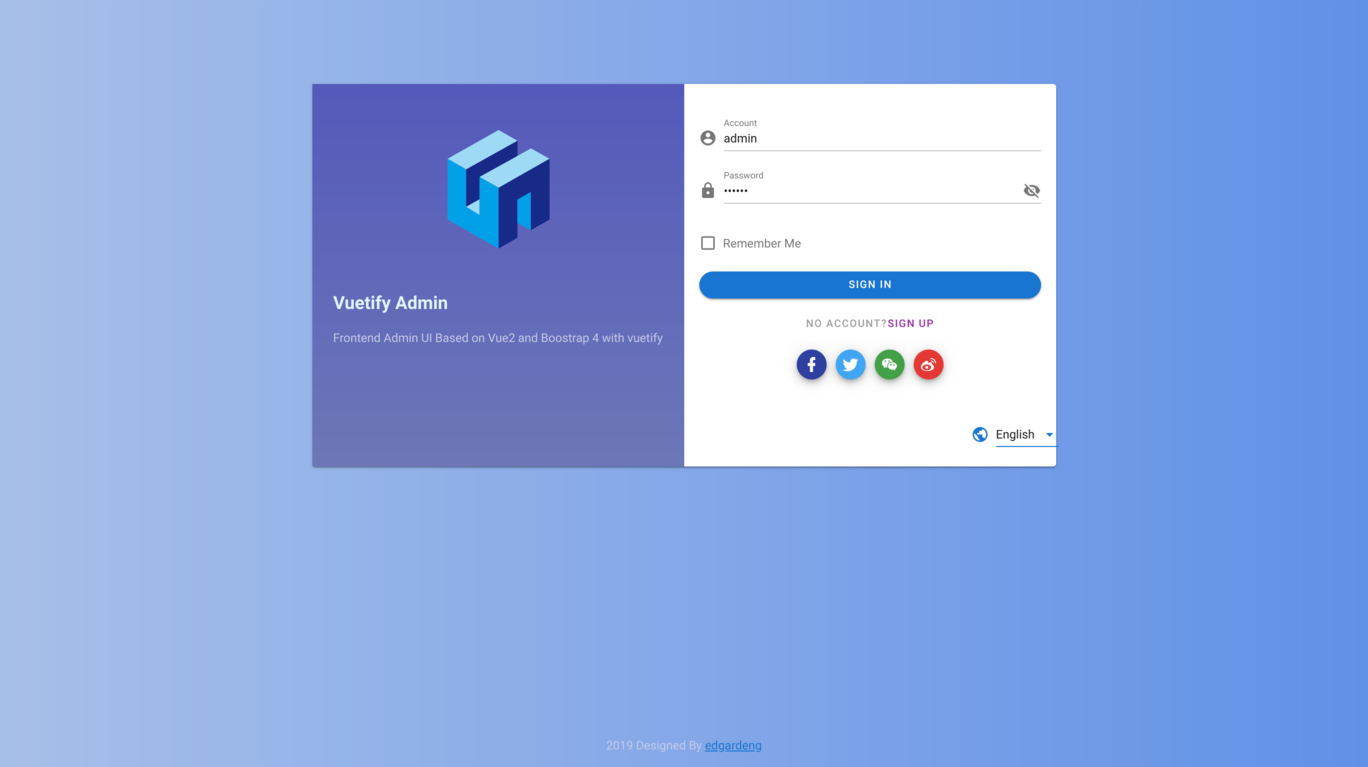 Account
admin
Password
••••••
Remember Me
SIGN IN
Vuetify Admin
NO ACCOUNT?SIGN UP
Frontend Admin UI Based on Vue2 and Boostrap 4 with vuetify
English
2019 Designed By edgardeng